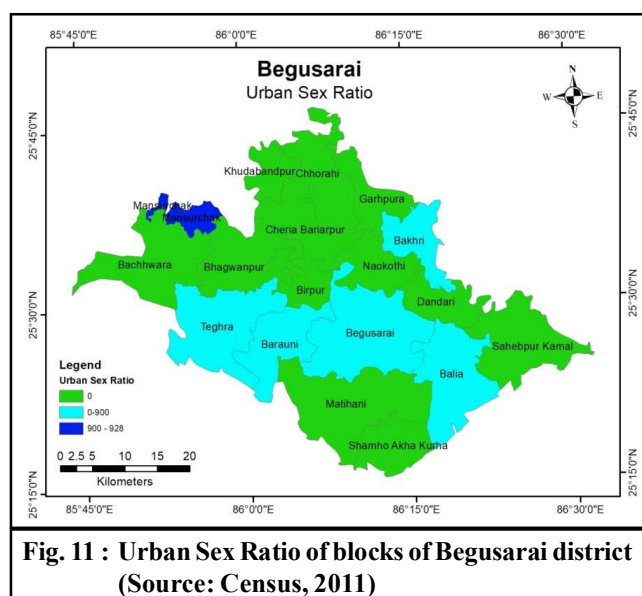 85°45'0"E 86°0'0"E 86°15'0"E 86°30'0"E
Begusarai
Urban Sex Ratio
N
W E
S
25°45'0"N 25°45'0"N
Khudabandpur Chhorahi
Garhpura
Mansurchak
Mansurchak
Cheria Bariarpur
Bakhri
Bachhwara Bhagwanpur Naokothi
Birpur
Dandari
25°30'0"N 25°30'0"N
Teghra
Barauni Begusarai
Sahebpur Kamal
Balia
Legend
Urban Sex Ratio
0
0-900
900 - 928
Matihani
Shamho Akha Kurha
0 2.5 5 10 15 20
Kilometers
25°15'0"N 25°15'0"N
85°45'0"E 86°0'0"E 86°15'0"E 86°30'0"E
Fig. 11 : Urban Sex Ratio of blocks of Begusarai district
(Source: Census, 2011)